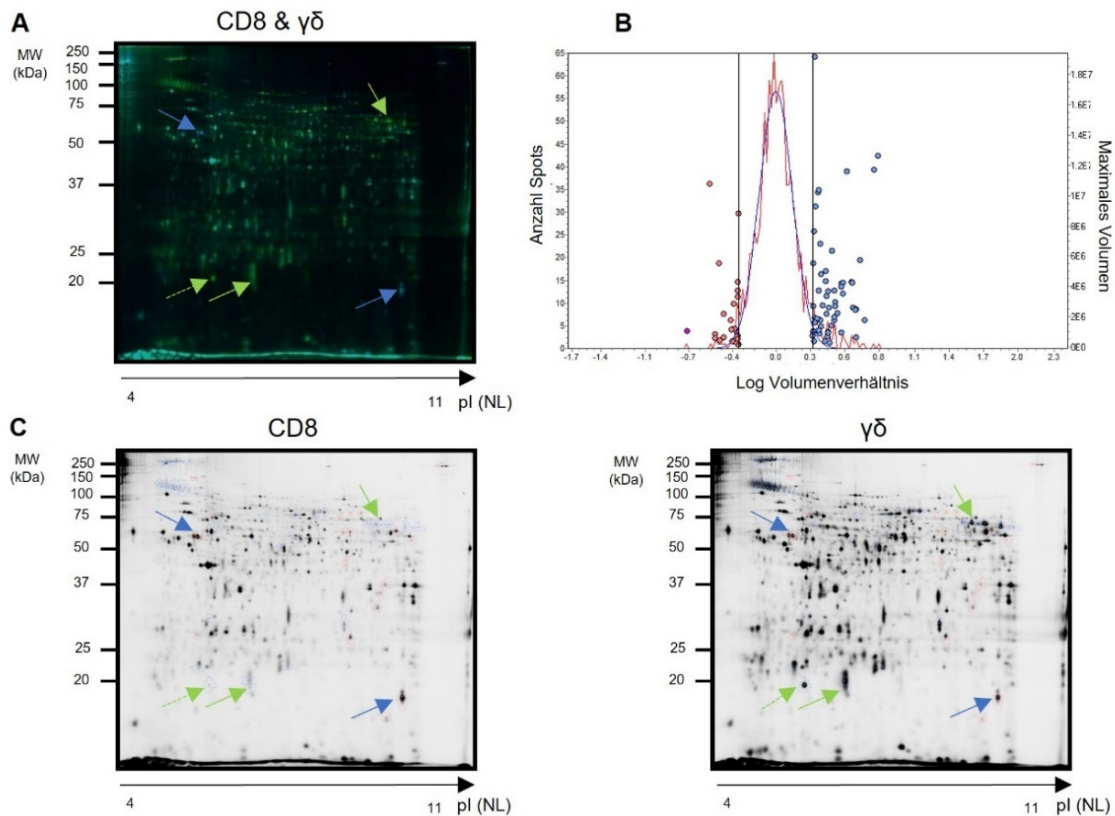 A
CD8 & γδ
MW
(kDa)
250
150
100
75
50
37
25
20
4
11 pI (NL)
B
Anzahl Spots
65
60
55
50
45
40
35
30
25
20
15
10
5
0
-1.7 -1.4 -1.1 -0.7 -0.4 0.0 0.3 0.6 1.0 1.3 1.7 2.0 2.3
Log Volumenverhältnis
1.8E7
1.6E7
1.4E7
1.2E7
1E7
8E6
6E6
4E6
2E6
0E0
Maximales Volumen
C
CD8
MW
(kDa)
250
150
100
75
50
37
25
20
4
11 pI (NL)
γδ
MW
(kDa)
250
150
100
75
50
37
25
20
4
11 pI (NL)